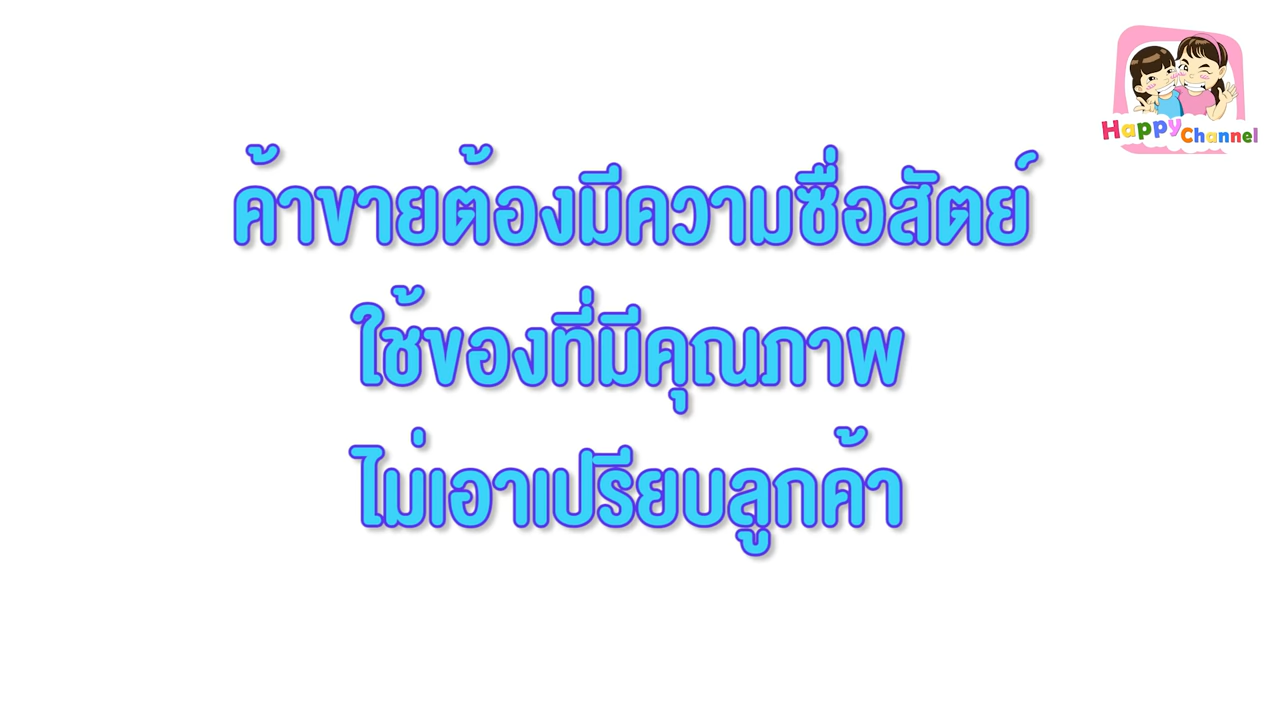 Happy Channel
ค้าขายต้องมีความซื่อสัตย์
ใช้ของที่มีคุณภาพ
ไม่เอาเปรียบลูกค้า